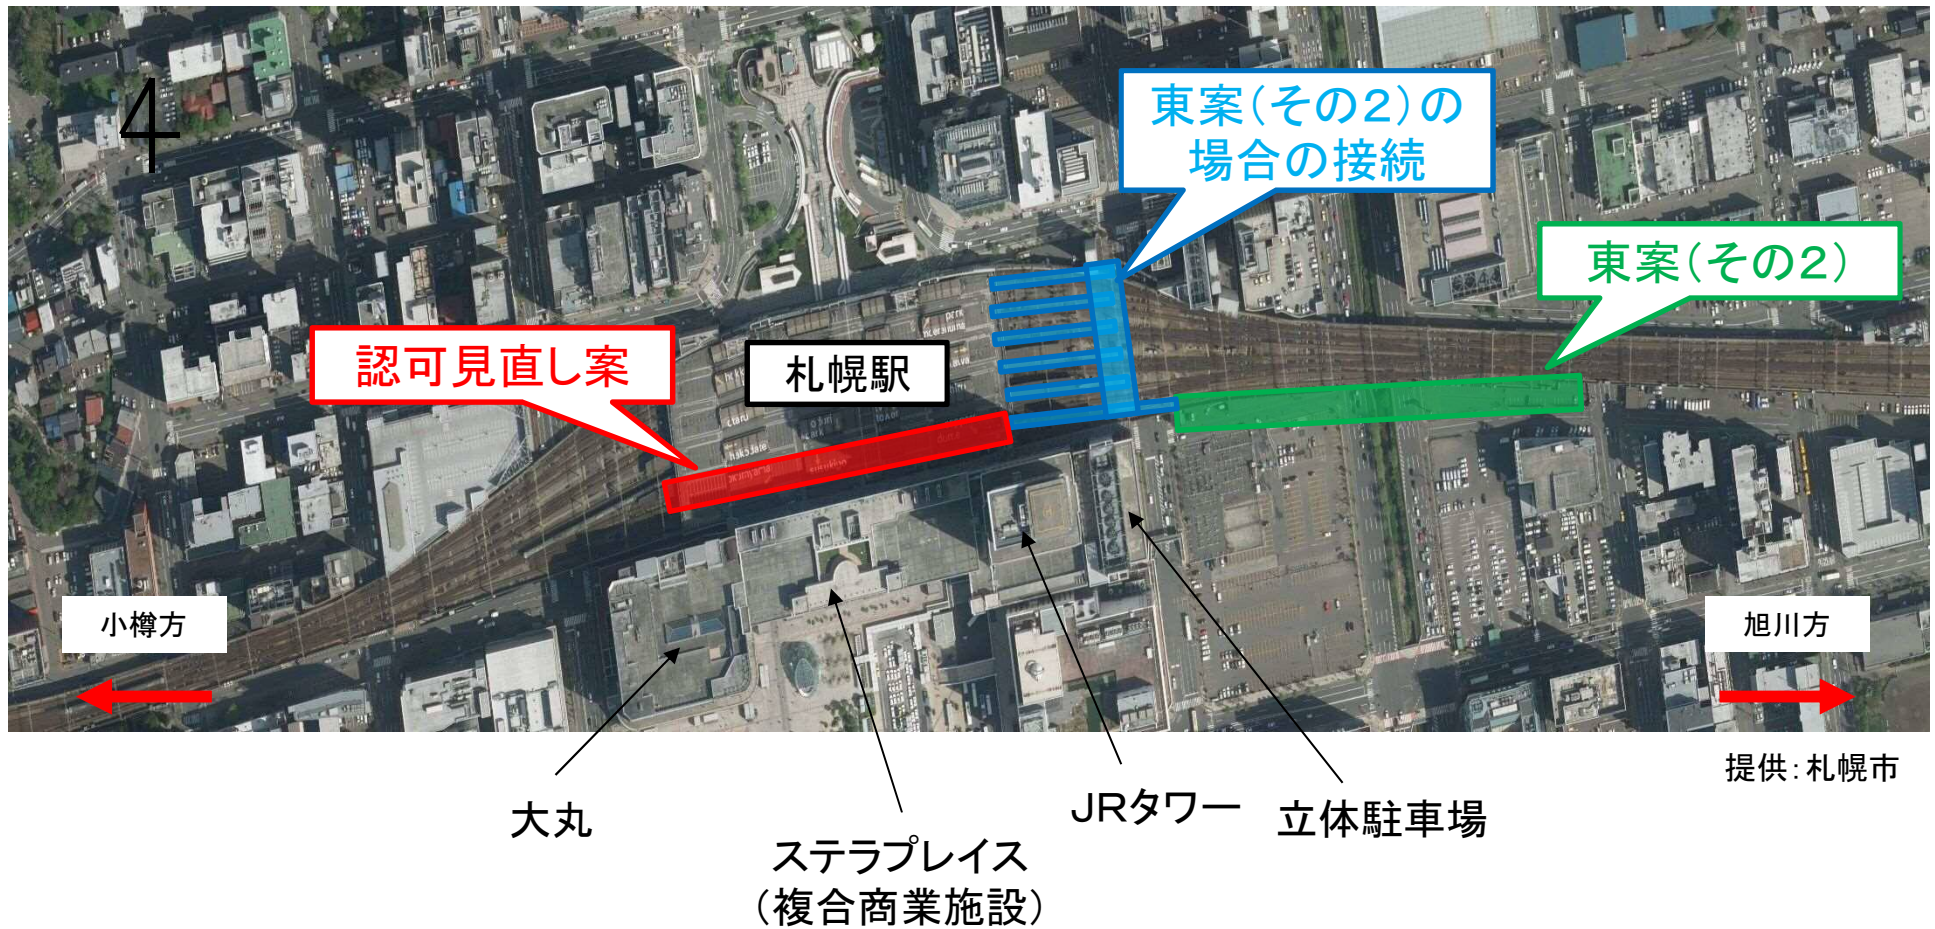 東案(その2)の
場合の接続
東案(その2)
認可見直し案
札幌駅
小樽方
旭川方
提供:札幌市
大丸
ステラプレイス
(複合商業施設)
JRタワー
立体駐車場